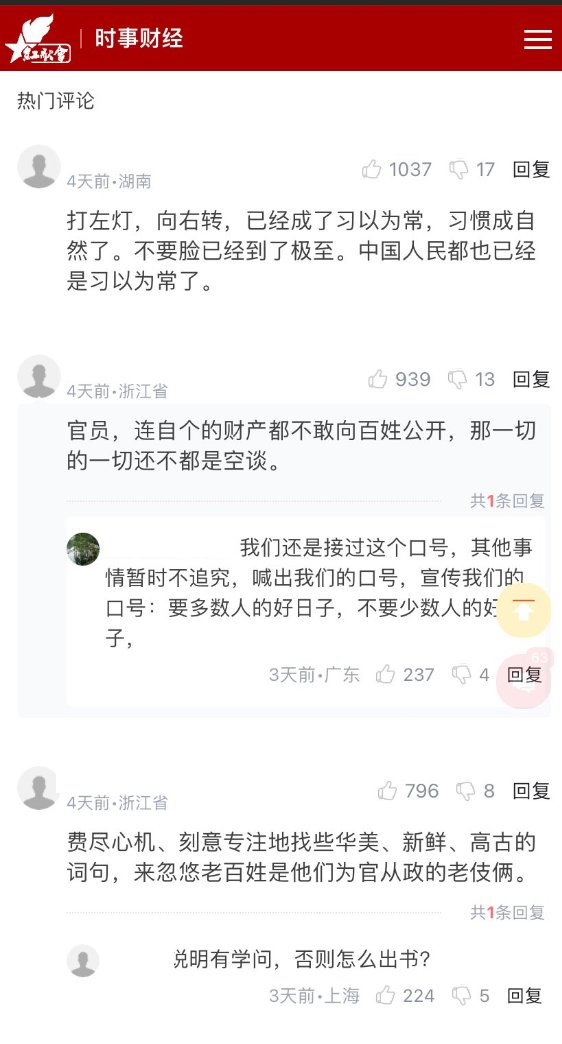 红歌会
时事财经
热门评论
1037 17 回复
4天前·湖南
打左灯，向右转，已经成了习以为常，习惯成自
然了。不要脸已经到了极至。中国人民都也已经
是习以为常了。
939 13 回复
4天前·浙江省
官员，连自个的财产都不敢向百姓公开，那一切
的一切还不都是空谈。
共1条回复
我们还是接过这个口号，其他事
情暂时不追究，喊出我们的口号，宣传我们的
口号：要多数人的好日子，不要少数人的好
子，
63
3天前·广东 237 4 回复
796 8 回复
4天前·浙江省
费尽心机、刻意专注地找些华美、新鲜、高古的
词句，来忽悠老百姓是他们为官从政的老伎俩。
共1条回复
说明有学问，否则怎么出书？
3天前·上海 224 5 回复